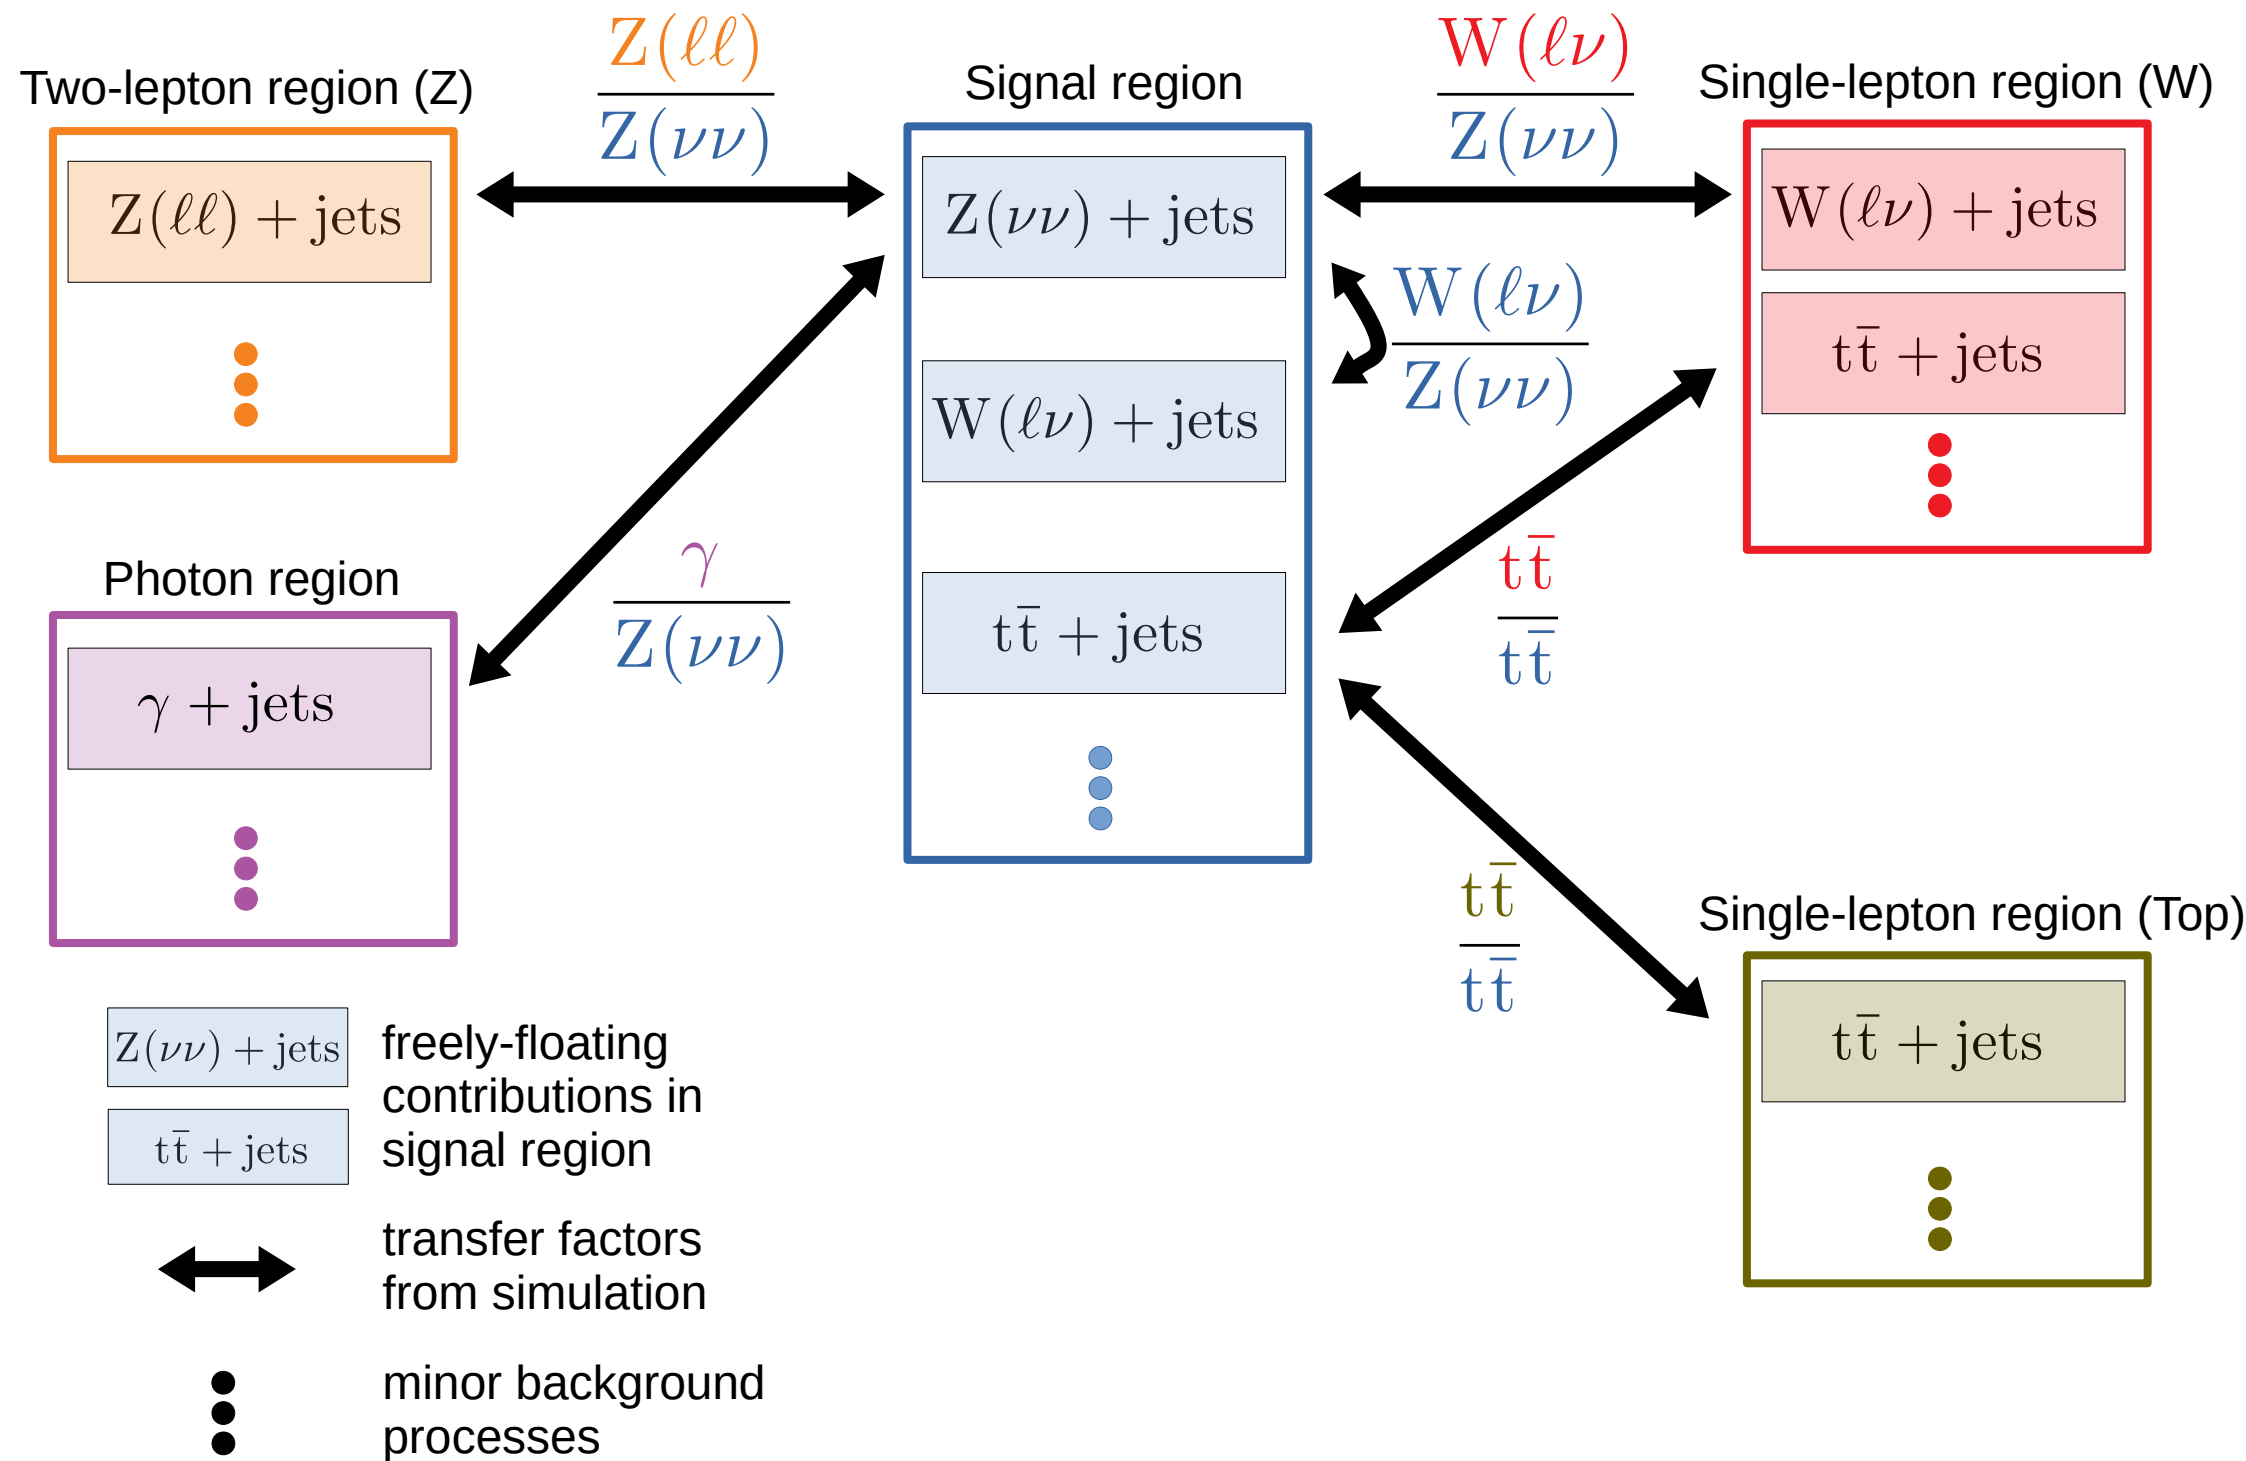 Two-lepton region (Z)
Z(ℓℓ) + jets
Z(ℓℓ)
Z(νν)
Signal region
Z(νν) + jets
W(ℓν) + jets
tt̄ + jets
W(ℓν)
Z(νν)
W(ℓν)
Z(νν)
Single-lepton region (W)
W(ℓν) + jets
tt̄ + jets
Photon region
γ + jets
γ
Z(νν)
tt̄
tt̄
tt̄
tt̄
Single-lepton region (Top)
tt̄ + jets
Z(νν) + jets
tt̄ + jets
freely-floating
contributions in
signal region
transfer factors
from simulation
minor background
processes